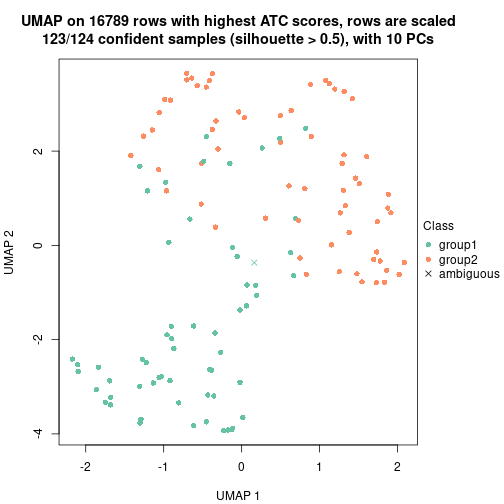 UMAP on 16789 rows with highest ATC scores, rows are scaled
123/124 confident samples (silhouette > 0.5), with 10 PCs
2
0
-2
-4
UMAP 2
-2
-1
0
1
2
UMAP 1
Class
group1
group2
ambiguous